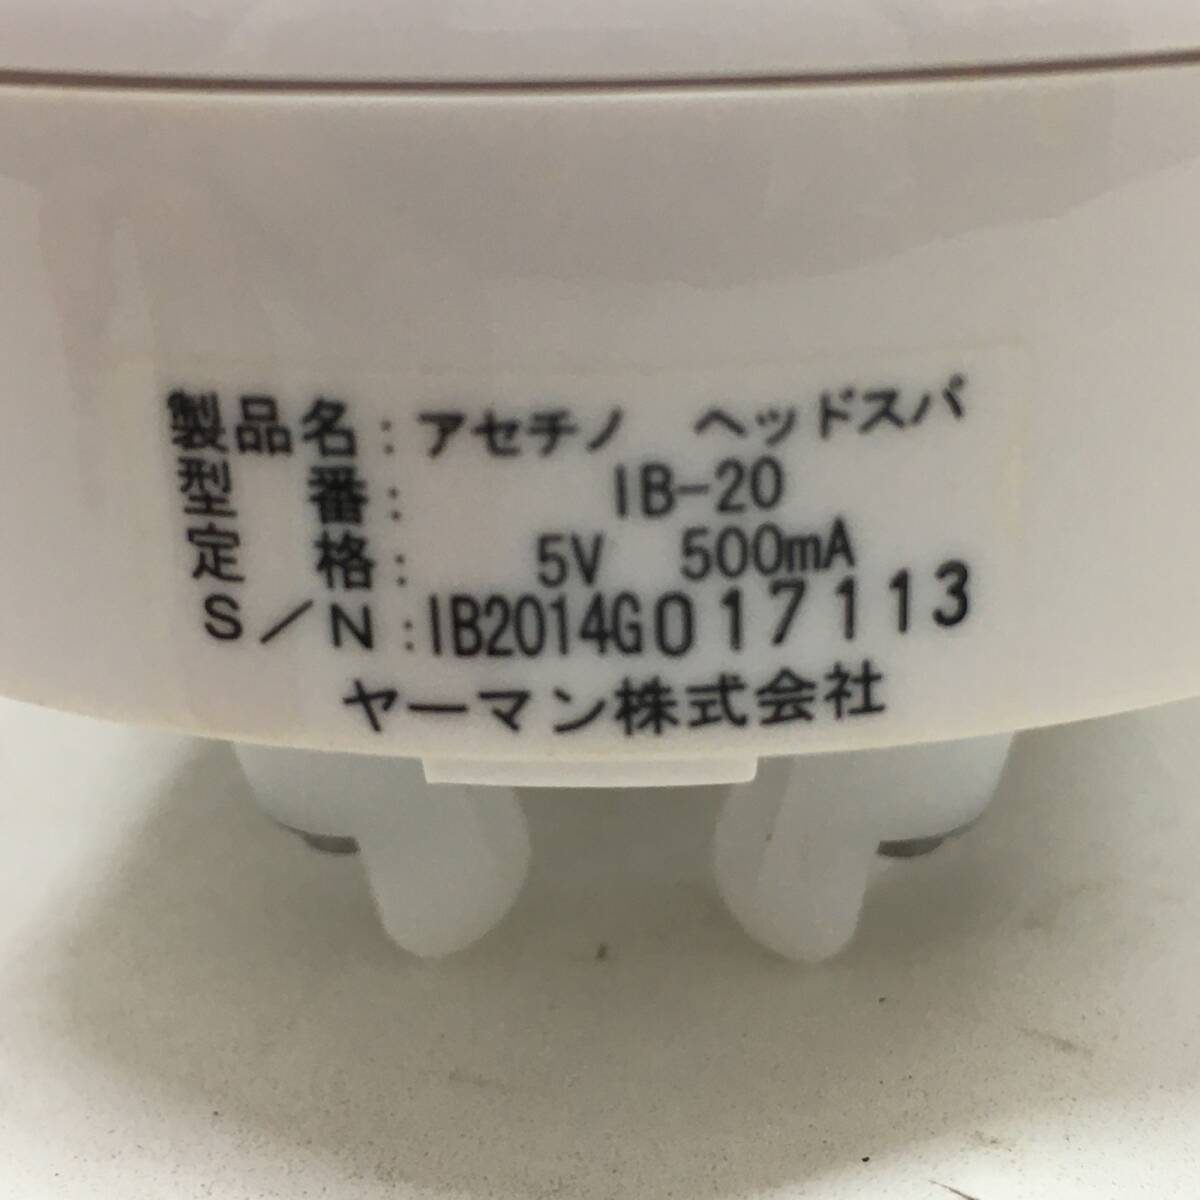 製品名：アセチノ　ヘッドスパ
型　番：　　　IB-20
定　格：　　5V　500mA
S／N：IB2014G017113
ヤーマン株式会社